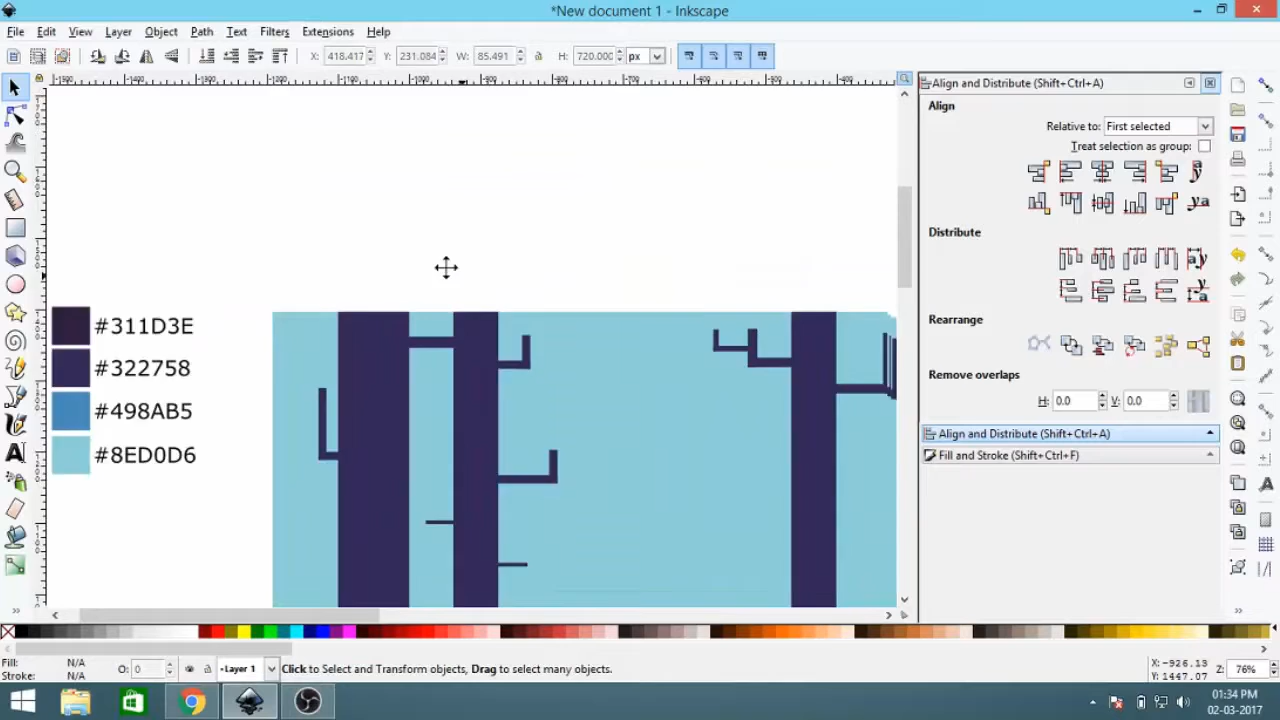 *New document 1 - Inkscape
File Edit View Layer Object Path Text Filters Extensions Help
X: 418.417 Y: 231.084 W: 85.491 H: 720.000 px
Align and Distribute (Shift+Ctrl+A)
Align
Relative to: First selected
Treat selection as group:
Distribute
Rearrange
Remove overlaps
H: 0.0 V: 0.0
Align and Distribute (Shift+Ctrl+A)
Fill and Stroke (Shift+Ctrl+F)
#311D3E
#322758
#498AB5
#8ED0D6
Fill: N/A
Stroke: N/A
O: 0
Layer 1
Click to Select and Transform objects, Drag to select many objects.
X: -926.13
Y: 1447.07
Z: 76%
01:34 PM
02-03-2017